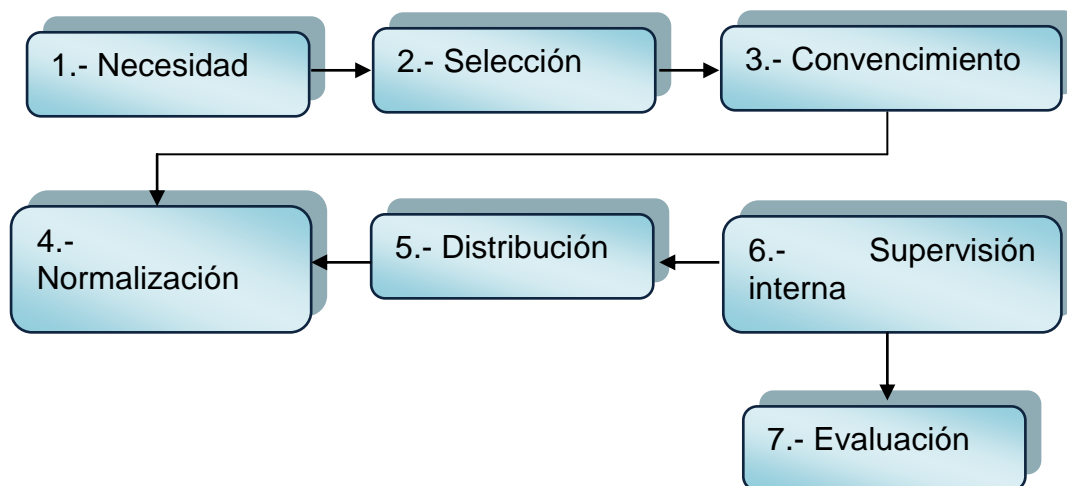 1.- Necesidad
2.- Selección
3.- Convencimiento
4.-
Normalización
5.- Distribución
6.- Supervisión
interna
7.- Evaluación